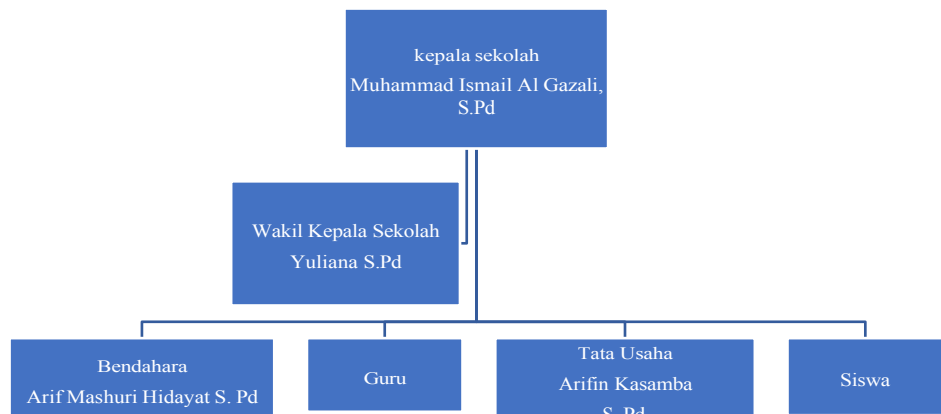 kepala sekolah
Muhammad Ismail Al Gazali,
S.Pd
Wakil Kepala Sekolah
Yuliana S.Pd
Bendahara
Arif Mashuri Hidayat S. Pd
Guru
Tata Usaha
Arifin Kasamba
S. Pd
Siswa